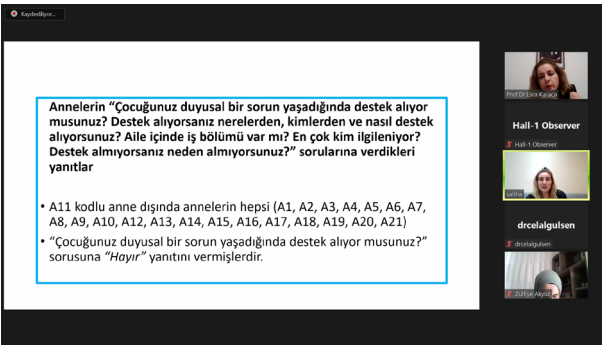 Kaydediliyor...
Annelerin “Çocuğunuz duyusal bir sorun yaşadığında destek alıyor
musunuz? Destek alıyorsanız nerelerden, kimlerden ve nasıl destek
alıyorsunuz? Aile içinde iş bölümü var mı? En çok kim ilgileniyor?
Destek almıyorsanız neden almıyorsunuz?” sorularına verdikleri
yanıtlar
• A11 kodlu anne dışında annelerin hepsi (A1, A2, A3, A4, A5, A6, A7,
A8, A9, A10, A12, A13, A14, A15, A16, A17, A18, A19, A20, A21)
• “Çocuğunuz duyusal bir sorun yaşadığında destek alıyor musunuz?”
sorusuna “Hayır” yanıtını vermişlerdir.
Prof.Dr.Esra Karaca
Hall-1 Observer
Hall-1 Observer
saliha
drcelalgulsen
drcelalgulsen
Zülfiye Akyüz